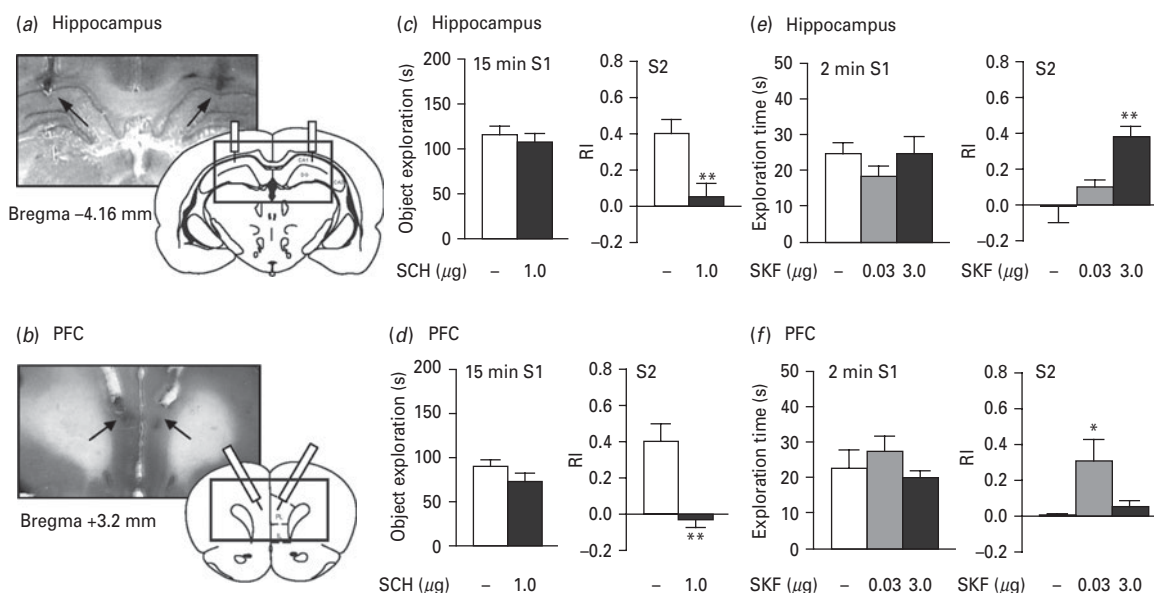 (a) Hippocampus
Bregma –4.16 mm
(c) Hippocampus
Object exploration (s)
200
150
100
50
0
15 min S1
SCH (μg)
–
1.0
RI
0.8
0.6
0.4
0.2
0.0
–0.2
S2
**
–
1.0
(e) Hippocampus
Exploration time (s)
50
40
30
20
10
0
2 min S1
SKF (μg)
–
0.03
3.0
RI
0.8
0.6
0.4
0.2
0.0
–0.2
S2
**
SKF (μg)
–
0.03
3.0
(b) PFC
Bregma +3.2 mm
(d) PFC
Object exploration (s)
200
150
100
50
0
15 min S1
SCH (μg)
–
1.0
RI
0.8
0.6
0.4
0.2
0.0
–0.2
S2
**
–
1.0
(f) PFC
Exploration time (s)
50
40
30
20
10
0
2 min S1
SKF (μg)
–
0.03
3.0
RI
0.8
0.6
0.4
0.2
0.0
–0.2
S2
*
SKF (μg)
–
0.03
3.0